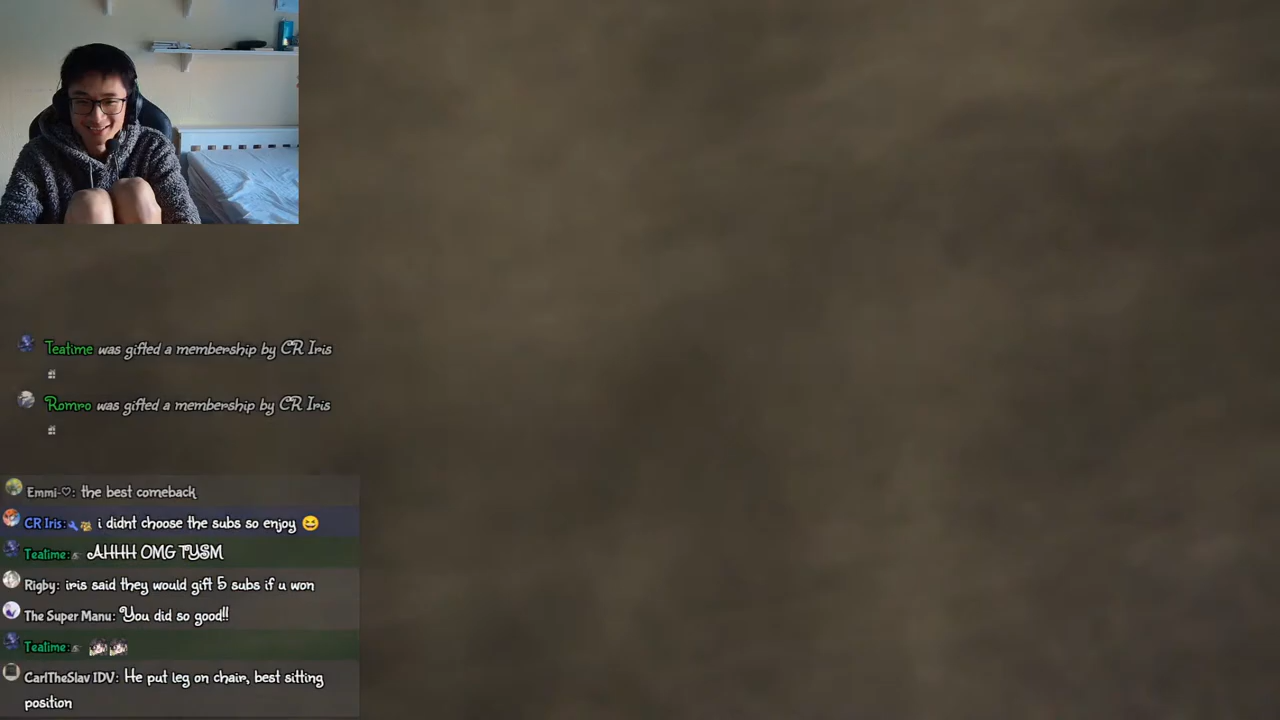 Teatime was gifted a membership by CR Iris
Romro was gifted a membership by CR Iris
Emmi-♡: the best comeback
CR Iris: i didnt choose the subs so enjoy 😆
Teatime: AHHH OMG TYSM
Rigby: iris said they would gift 5 subs if u won
The Super Manu: You did so good!!
Teatime:
CarlTheSlav IDV: He put leg on chair, best sitting
position